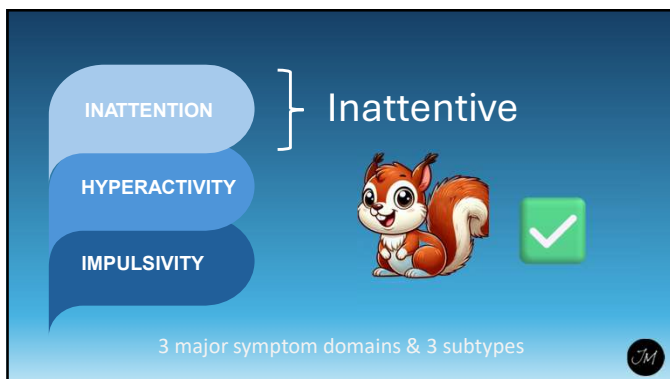 INATTENTION
Inattentive
HYPERACTIVITY
IMPULSIVITY
3 major symptom domains & 3 subtypes
JM